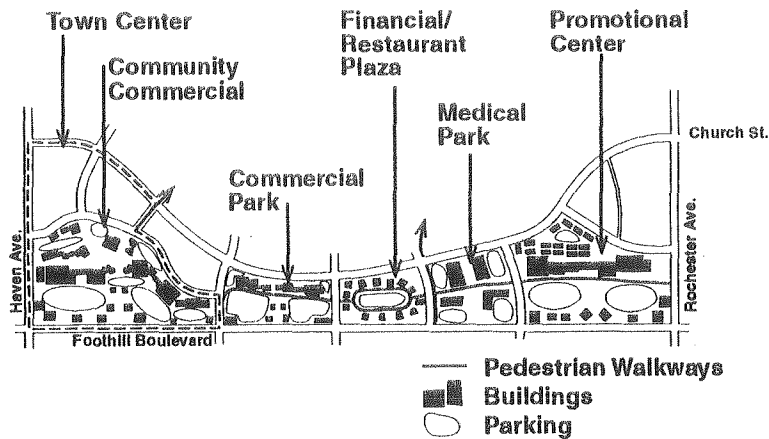 Town Center
Community
Commercial
Financial/
Restaurant
Plaza
Promotional
Center
Medical
Park
Commercial
Park
Church St.
Haven Ave.
Rochester Ave.
Foothill Boulevard
Pedestrian Walkways
Buildings
Parking